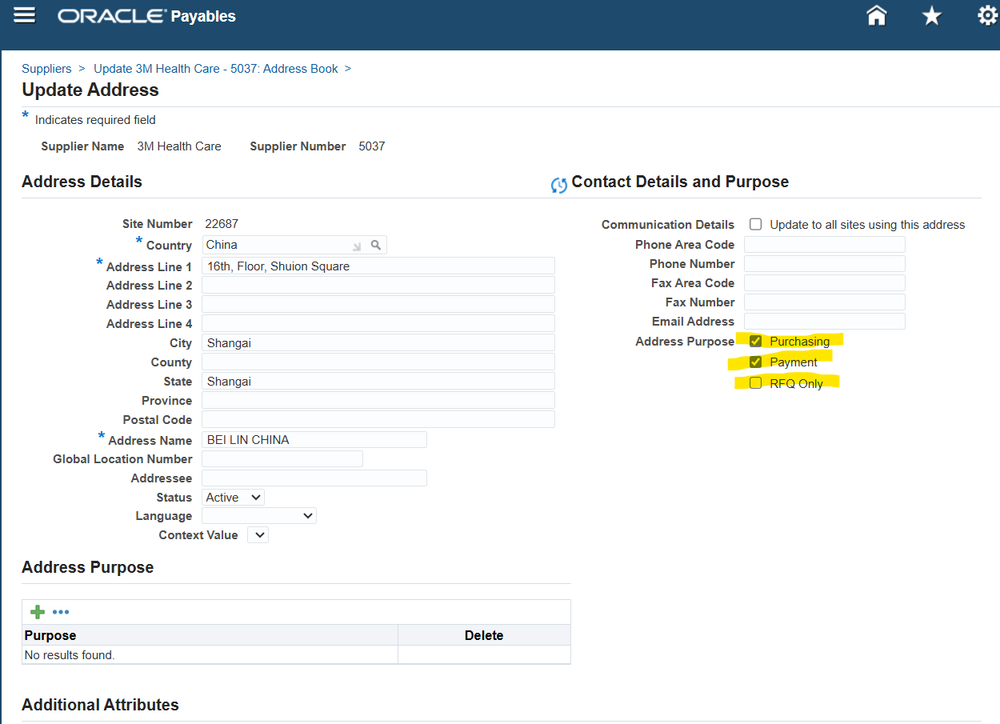 ORACLE Payables
Suppliers > Update 3M Health Care - 5037: Address Book >
Update Address
* Indicates required field
Supplier Name 3M Health Care Supplier Number 5037
Address Details
Site Number 22687
* Country China
* Address Line 1 16th, Floor, Shuion Square
Address Line 2
Address Line 3
Address Line 4
City Shangai
County
State Shangai
Province
Postal Code
* Address Name BEI LIN CHINA
Global Location Number
Addressee
Status Active
Language
Context Value
Contact Details and Purpose
Communication Details Update to all sites using this address
Phone Area Code
Phone Number
Fax Area Code
Fax Number
Email Address
Address Purpose Purchasing
Payment
RFQ Only
Address Purpose
Purpose Delete
No results found.
Additional Attributes